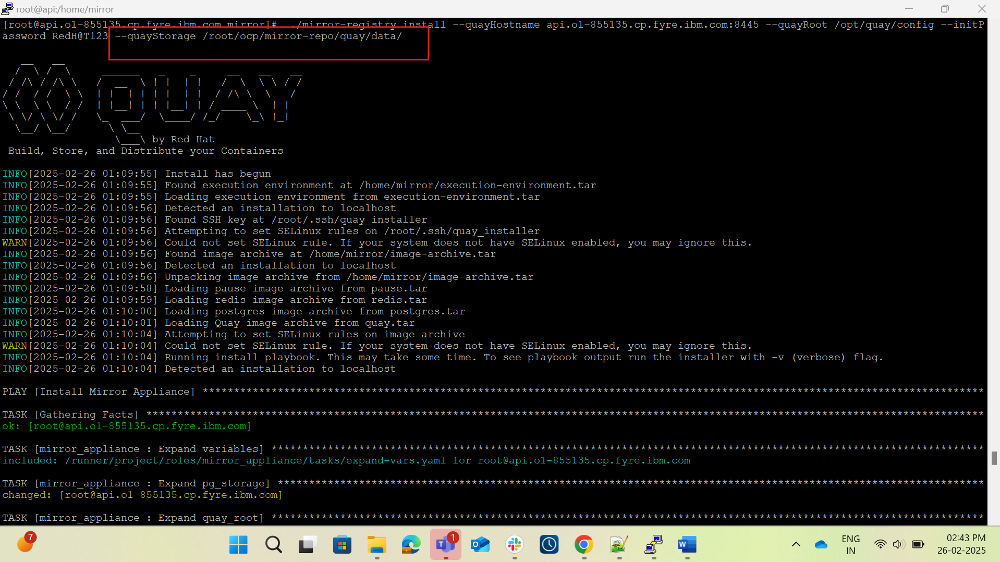 root@api:/home/mirror
[root@api.o1-855135.cp.fyre.ibm.com mirror]# ./mirror-registry install --quayHostname api.o1-855135.cp.fyre.ibm.com:8445 --quayRoot /opt/quay/config --initP
assword RedH@T123 --quayStorage /root/ocp/mirror-repo/quay/data/
QUAY
by Red Hat
Build, Store, and Distribute your Containers
INFO[2025-02-26 01:09:55] Install has begun
INFO[2025-02-26 01:09:55] Found execution environment at /home/mirror/execution-environment.tar
INFO[2025-02-26 01:09:55] Loading execution environment from execution-environment.tar
INFO[2025-02-26 01:09:56] Detected an installation to localhost
INFO[2025-02-26 01:09:56] Found SSH key at /root/.ssh/quay_installer
INFO[2025-02-26 01:09:56] Attempting to set SELinux rules on /root/.ssh/quay_installer
WARN[2025-02-26 01:09:56] Could not set SELinux rule. If your system does not have SELinux enabled, you may ignore this.
INFO[2025-02-26 01:09:56] Found image archive at /home/mirror/image-archive.tar
INFO[2025-02-26 01:09:56] Detected an installation to localhost
INFO[2025-02-26 01:09:56] Unpacking image archive from /home/mirror/image-archive.tar
INFO[2025-02-26 01:09:58] Loading pause image archive from pause.tar
INFO[2025-02-26 01:09:59] Loading redis image archive from redis.tar
INFO[2025-02-26 01:10:00] Loading postgres image archive from postgres.tar
INFO[2025-02-26 01:10:01] Loading Quay image archive from quay.tar
INFO[2025-02-26 01:10:04] Attempting to set SELinux rules on image archive
WARN[2025-02-26 01:10:04] Could not set SELinux rule. If your system does not have SELinux enabled, you may ignore this.
INFO[2025-02-26 01:10:04] Running install playbook. This may take some time. To see playbook output run the installer with -v (verbose) flag.
INFO[2025-02-26 01:10:04] Detected an installation to localhost
PLAY [Install Mirror Appliance] *****************************************************************************************************************************
TASK [Gathering Facts] **************************************************************************************************************************************
ok: [root@api.o1-855135.cp.fyre.ibm.com]
TASK [mirror_appliance : Expand variables] ******************************************************************************************************************
included: /runner/project/roles/mirror_appliance/tasks/expand-vars.yaml for root@api.o1-855135.cp.fyre.ibm.com
TASK [mirror_appliance : Expand pg_storage] *****************************************************************************************************************
changed: [root@api.o1-855135.cp.fyre.ibm.com]
TASK [mirror_appliance : Expand quay_root] ******************************************************************************************************************
7
1
ENG
IN
02:43 PM
26-02-2025